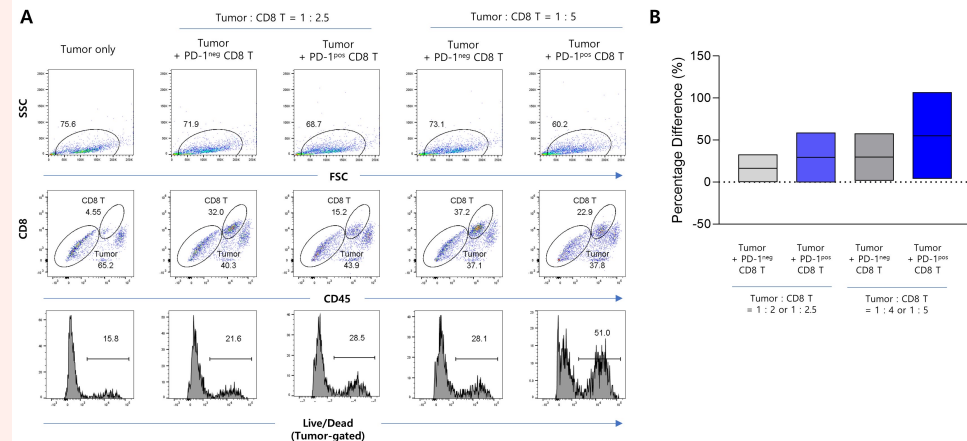 A
Tumor : CD8 T = 1 : 2.5
Tumor : CD8 T = 1 : 5
Tumor only
Tumor
+ PD-1neg CD8 T
Tumor
+ PD-1pos CD8 T
Tumor
+ PD-1neg CD8 T
Tumor
+ PD-1pos CD8 T
SSC
75.6
71.9
68.7
73.1
60.2
FSC
CD8
CD8 T
4.55
Tumor
65.2
CD8 T
32.0
Tumor
40.3
CD8 T
15.2
Tumor
43.9
CD8 T
37.2
Tumor
37.1
CD8 T
22.9
Tumor
37.8
CD45
15.8
21.6
28.5
28.1
51.0
Live/Dead
(Tumor-gated)
B
Percentage Difference (%)
150
100
50
0
-50
Tumor
+ PD-1neg
CD8 T
Tumor
+ PD-1pos
CD8 T
Tumor
+ PD-1neg
CD8 T
Tumor
+ PD-1pos
CD8 T
Tumor : CD8 T
= 1 : 2 or 1 : 2.5
Tumor : CD8 T
= 1 : 4 or 1 : 5